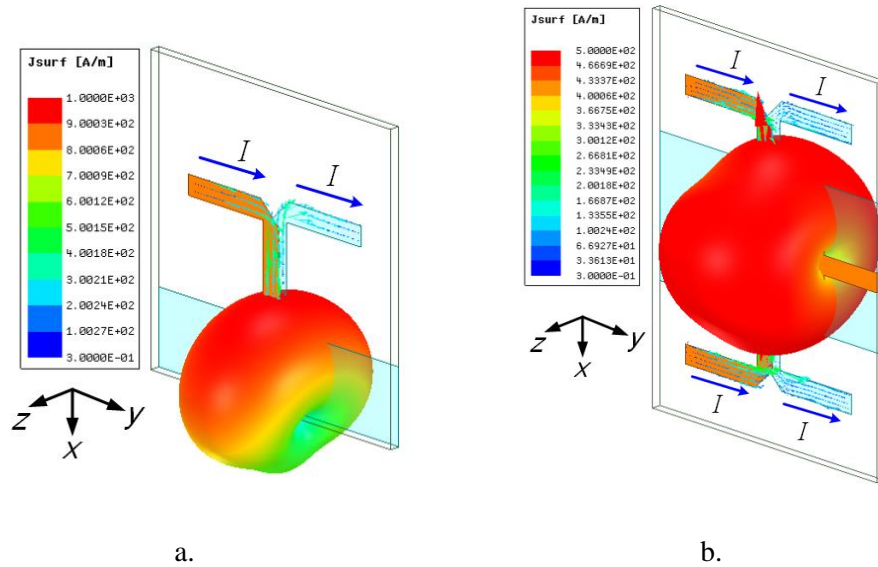 Jsurf [A/m]
1.0000E+03
9.0003E+02
8.0006E+02
7.0009E+02
6.0012E+02
5.0015E+02
4.0018E+02
3.0021E+02
2.0024E+02
1.0027E+02
3.0000E-01
I
I
z
x
y
a.
Jsurf [A/m]
5.0000E+02
4.6669E+02
4.3337E+02
4.0006E+02
3.6675E+02
3.3343E+02
3.0012E+02
2.6681E+02
2.3349E+02
2.0018E+02
1.6687E+02
1.3355E+02
1.0024E+02
6.6927E+01
3.3613E+01
3.0000E-01
I
I
I
I
z
x
y
b.